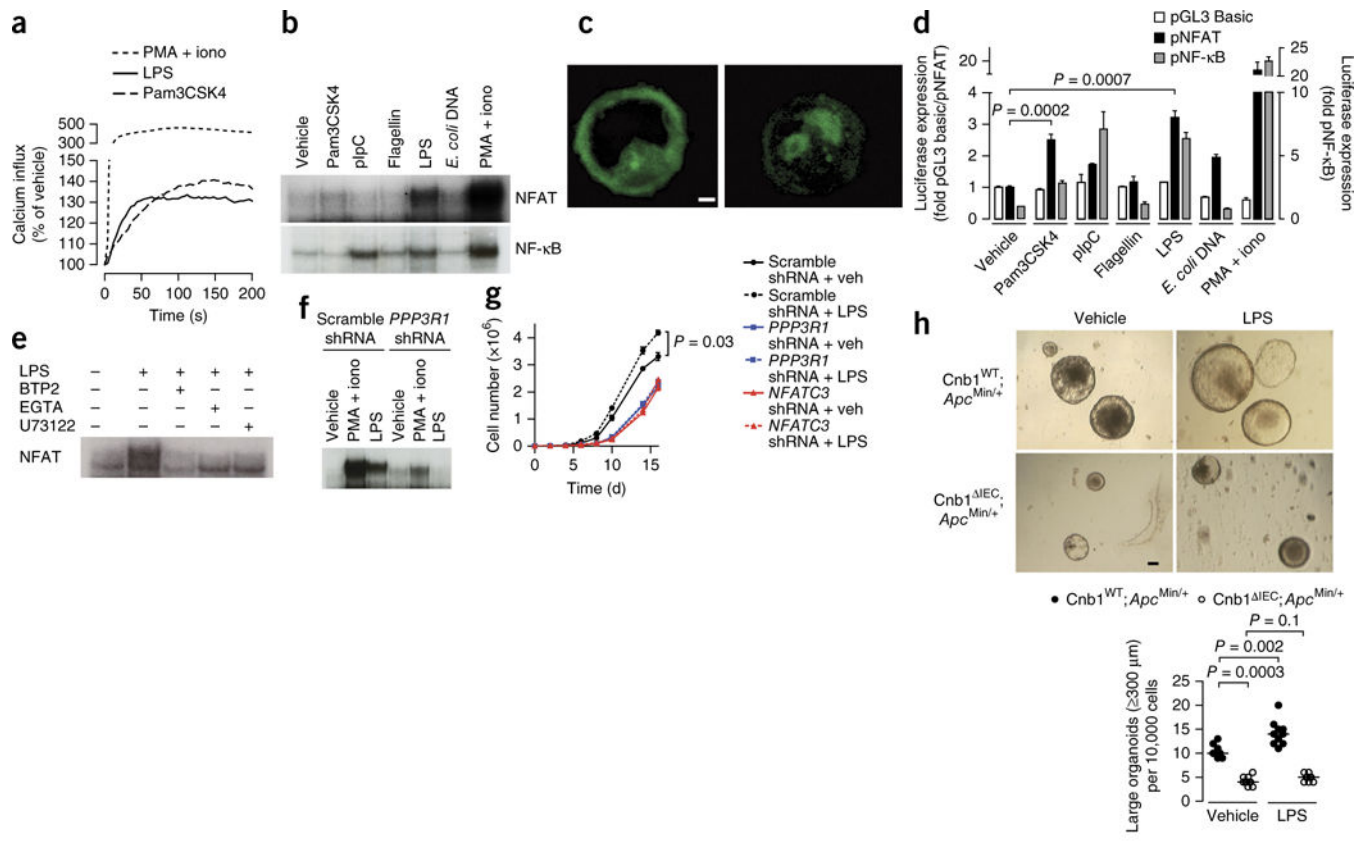 a
PMA + iono
LPS
Pam3CSK4
Calcium influx
(% of vehicle)
500
300
150
140
130
120
110
100
0 50 100 150 200
Time (s)
b
Vehicle
Pam3CSK4
pIpC
Flagellin
LPS
E. coli DNA
PMA + iono
NFAT
NF-κB
c
d
pGL3 Basic
pNFAT
pNF-κB
Luciferase expression
(fold pGL3 basic/pNFAT)
20
4
3
2
1
0
P = 0.0007
P = 0.0002
25
20
10
5
0
Luciferase expression
(fold pNF-κB)
Vehicle
Pam3CSK4
pIpC
Flagellin
LPS
E. coli DNA
PMA + iono
e
LPS – + + + +
BTP2 – – + – –
EGTA – – – + –
U73122 – – – – +
NFAT
f
Scramble PPP3R1
shRNA shRNA
Vehicle
PMA + iono
LPS
Vehicle
PMA + iono
LPS
g
Cell number (×10⁶)
4
3
2
1
0
0 5 10 15
Time (d)
P = 0.03
Scramble
shRNA + veh
Scramble
shRNA + LPS
PPP3R1
shRNA + veh
PPP3R1
shRNA + LPS
NFATC3
shRNA + veh
NFATC3
shRNA + LPS
h
Vehicle LPS
Cnb1WT;
ApcMin/+
Cnb1ΔIEC;
ApcMin/+
Cnb1WT;ApcMin/+ Cnb1ΔIEC;ApcMin/+
P = 0.1
P = 0.002
P = 0.0003
Large organoids (≥300 μm)
per 10,000 cells
25
20
15
10
5
0
Vehicle LPS